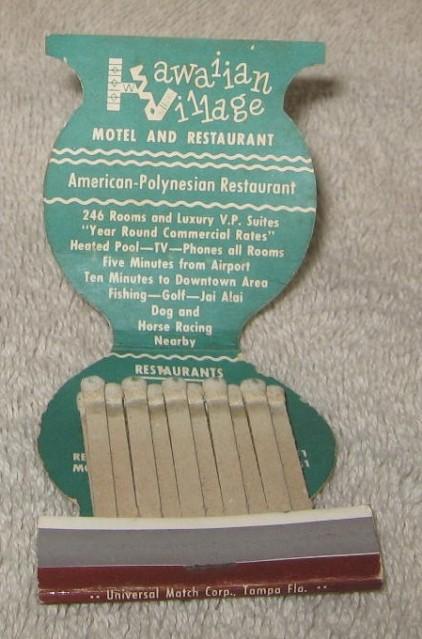 Hawaiian
Village
MOTEL AND RESTAURANT
American-Polynesian Restaurant
246 Rooms and Luxury V.P. Suites
"Year Round Commercial Rates"
Heated Pool—TV—Phones all Rooms
Five Minutes from Airport
Ten Minutes to Downtown Area
Fishing—Golf—Jai Alai
Dog and
Horse Racing
Nearby
RESTAURANTS
RE
MO
•• Universal Match Corp., Tampa Fla. ••